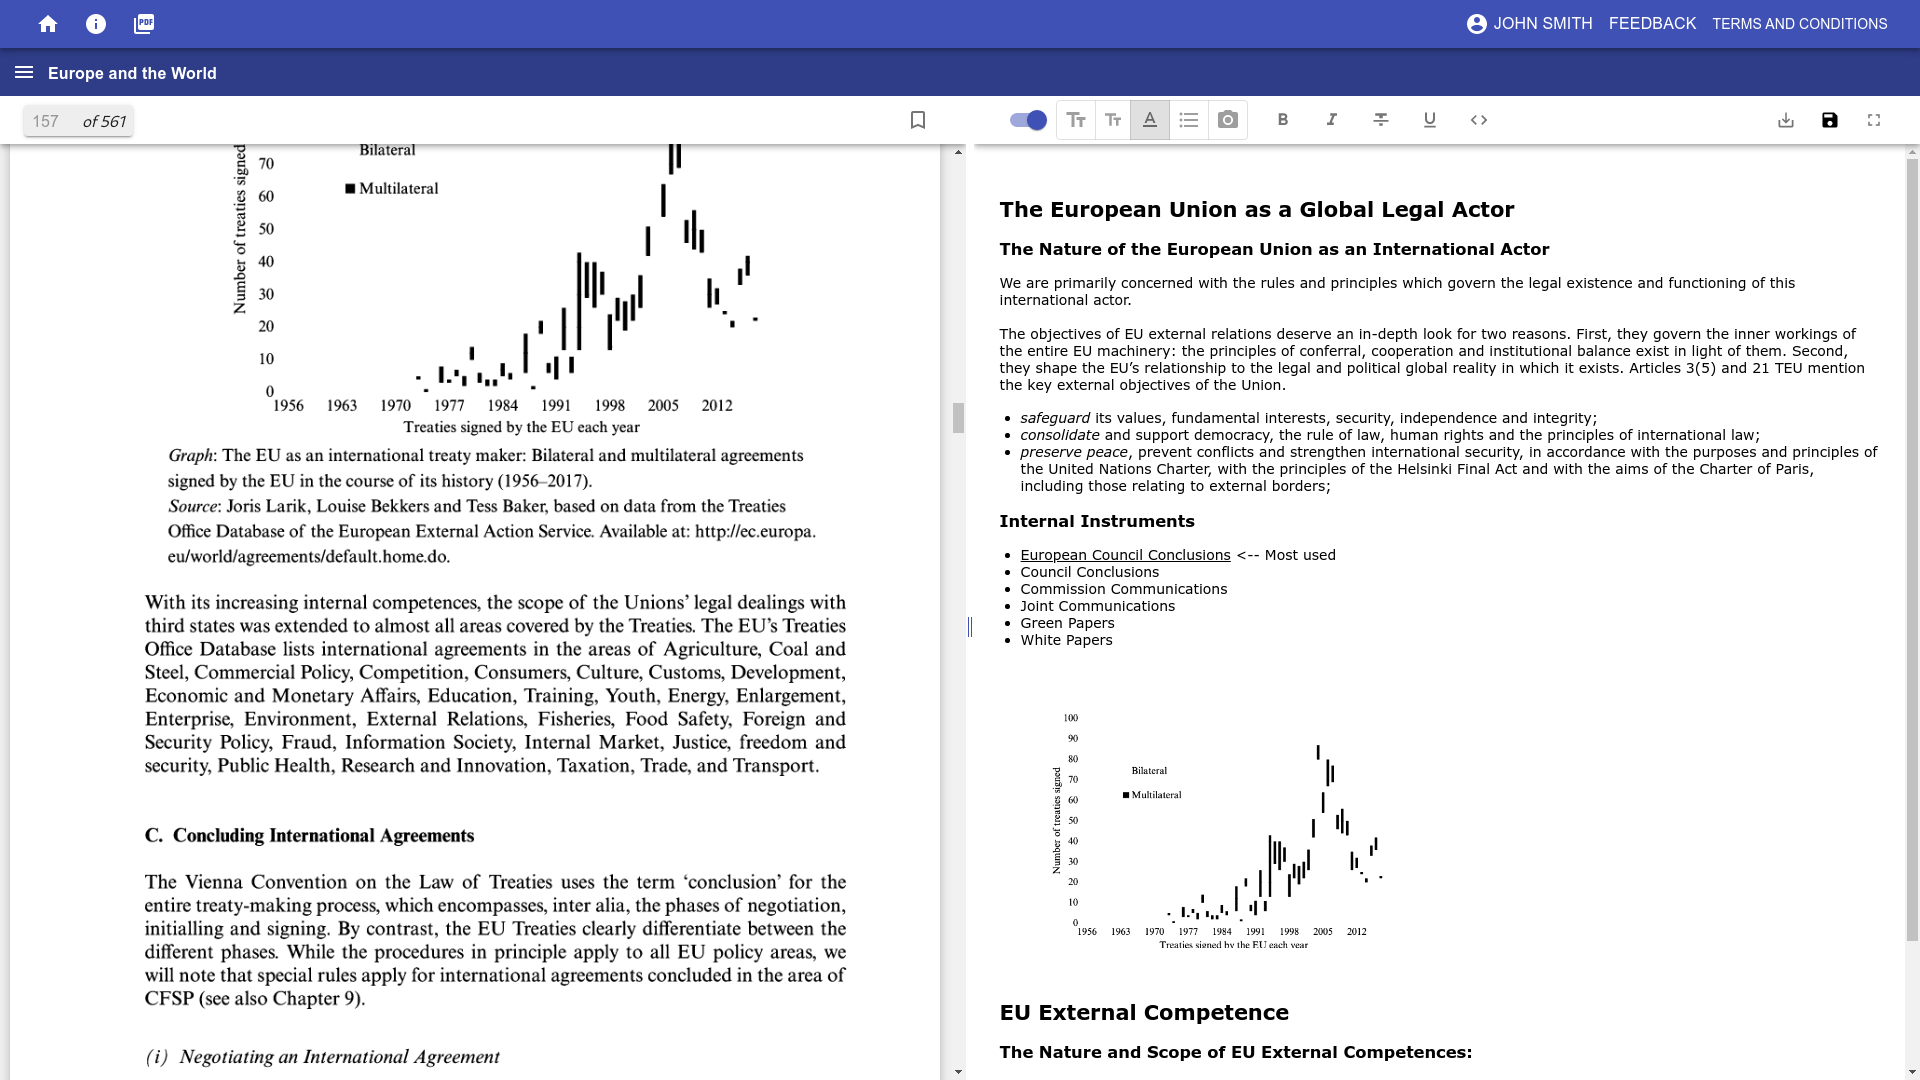 JOHN SMITH FEEDBACK TERMS AND CONDITIONS
Europe and the World
157 of 561
Number of treaties signed
Bilateral
Multilateral
70
60
50
40
30
20
10
0
1956 1963 1970 1977 1984 1991 1998 2005 2012
Treaties signed by the EU each year
Graph: The EU as an international treaty maker: Bilateral and multilateral agreements
signed by the EU in the course of its history (1956–2017).
Source: Joris Larik, Louise Bekkers and Tess Baker, based on data from the Treaties
Office Database of the European External Action Service. Available at: http://ec.europa.
eu/world/agreements/default.home.do.
With its increasing internal competences, the scope of the Unions’ legal dealings with
third states was extended to almost all areas covered by the Treaties. The EU’s Treaties
Office Database lists international agreements in the areas of Agriculture, Coal and
Steel, Commercial Policy, Competition, Consumers, Culture, Customs, Development,
Economic and Monetary Affairs, Education, Training, Youth, Energy, Enlargement,
Enterprise, Environment, External Relations, Fisheries, Food Safety, Foreign and
Security Policy, Fraud, Information Society, Internal Market, Justice, freedom and
security, Public Health, Research and Innovation, Taxation, Trade, and Transport.
C. Concluding International Agreements
The Vienna Convention on the Law of Treaties uses the term ‘conclusion’ for the
entire treaty-making process, which encompasses, inter alia, the phases of negotiation,
initialling and signing. By contrast, the EU Treaties clearly differentiate between the
different phases. While the procedures in principle apply to all EU policy areas, we
will note that special rules apply for international agreements concluded in the area of
CFSP (see also Chapter 9).
(i) Negotiating an International Agreement
The European Union as a Global Legal Actor
The Nature of the European Union as an International Actor
We are primarily concerned with the rules and principles which govern the legal existence and functioning of this
international actor.
The objectives of EU external relations deserve an in-depth look for two reasons. First, they govern the inner workings of
the entire EU machinery: the principles of conferral, cooperation and institutional balance exist in light of them. Second,
they shape the EU’s relationship to the legal and political global reality in which it exists. Articles 3(5) and 21 TEU mention
the key external objectives of the Union.
• safeguard its values, fundamental interests, security, independence and integrity;
• consolidate and support democracy, the rule of law, human rights and the principles of international law;
• preserve peace, prevent conflicts and strengthen international security, in accordance with the purposes and principles of
the United Nations Charter, with the principles of the Helsinki Final Act and with the aims of the Charter of Paris,
including those relating to external borders;
Internal Instruments
• European Council Conclusions <-- Most used
• Council Conclusions
• Commission Communications
• Joint Communications
• Green Papers
• White Papers
Number of treaties signed
Bilateral
Multilateral
100
90
80
70
60
50
40
30
20
10
0
1956 1963 1970 1977 1984 1991 1998 2005 2012
Treaties signed by the EU each year
EU External Competence
The Nature and Scope of EU External Competences: